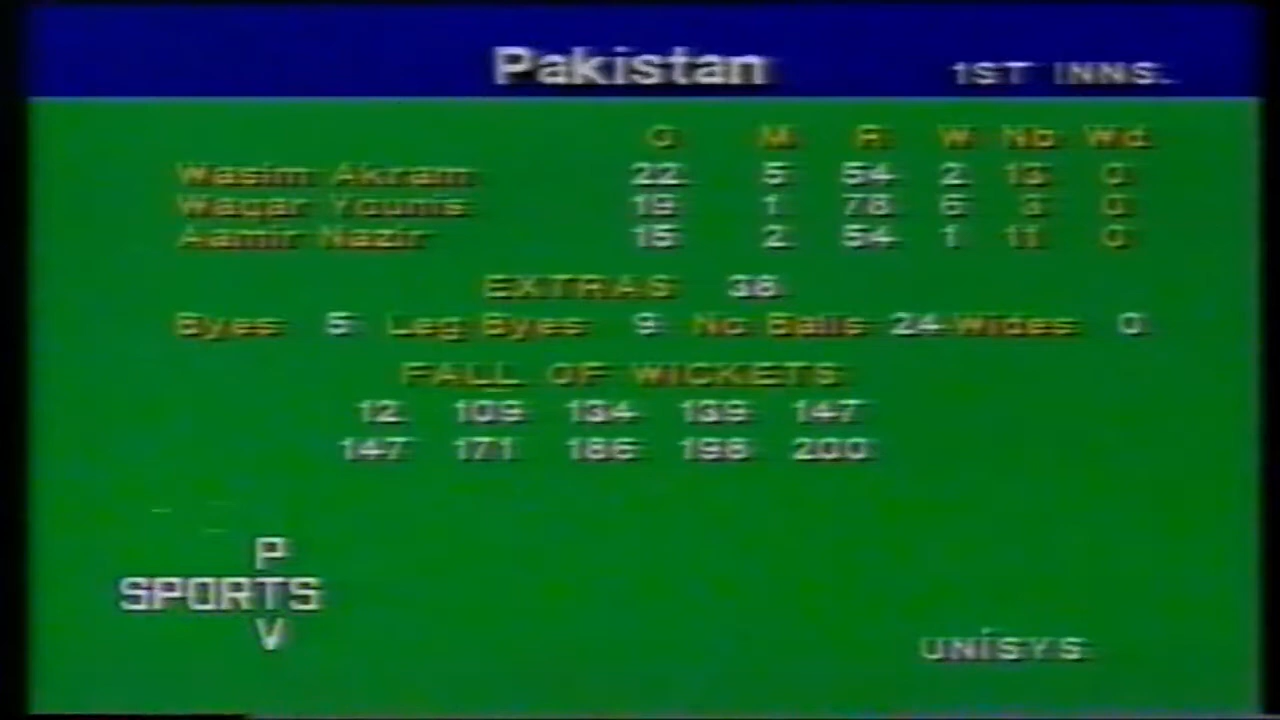 Pakistan 1ST INNS.
O M R W Nb Wd
Wasim Akram 22 5 54 2 13 0
Waqar Younis 19 1 78 6 3 0
Aamir Nazir 15 2 54 1 11 0
EXTRAS 38
Byes 5 Leg Byes 9 No Balls 24 Wides 0
FALL OF WICKETS
12 109 134 139 147
147 171 186 198 200
P
SPORTS
V
UNISYS